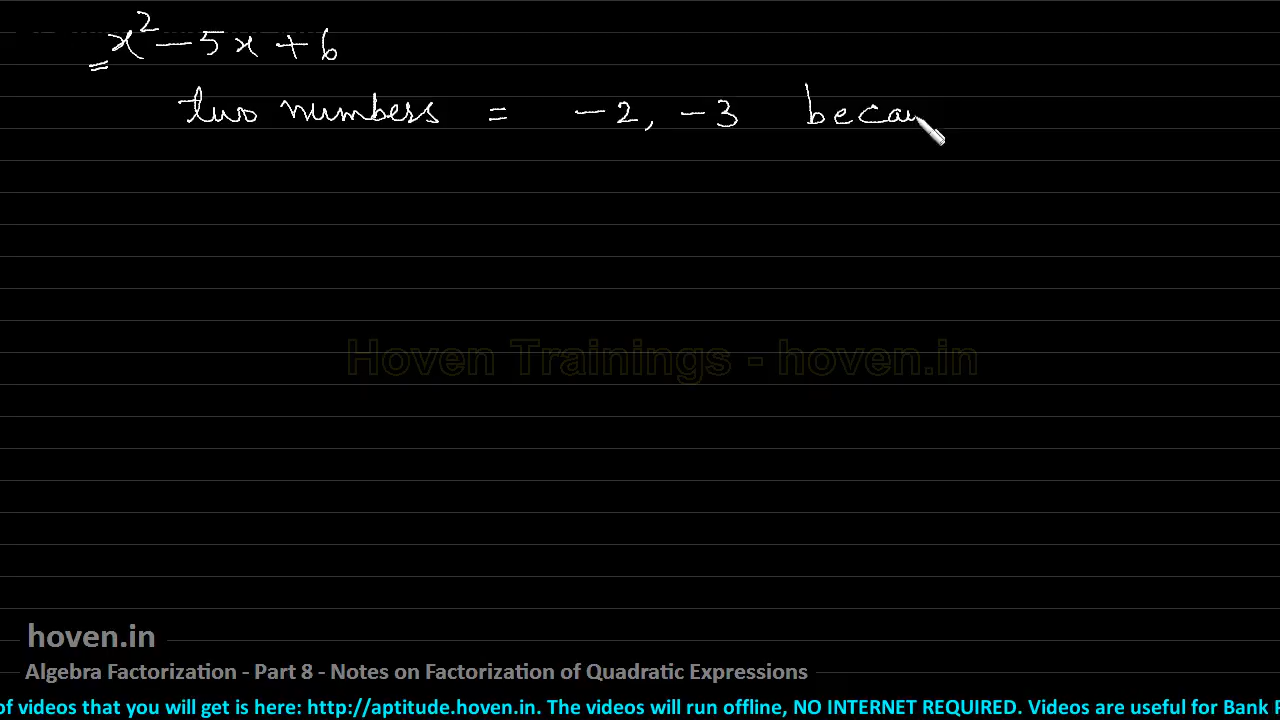 x² - 5x + 6
=
two numbers = -2, -3 becau
Hoven Trainings - hoven.in
hoven.in
Algebra Factorization - Part 8 - Notes on Factorization of Quadratic Expressions
of videos that you will get is here: http://aptitude.hoven.in. The videos will run offline, NO INTERNET REQUIRED. Videos are useful for Bank